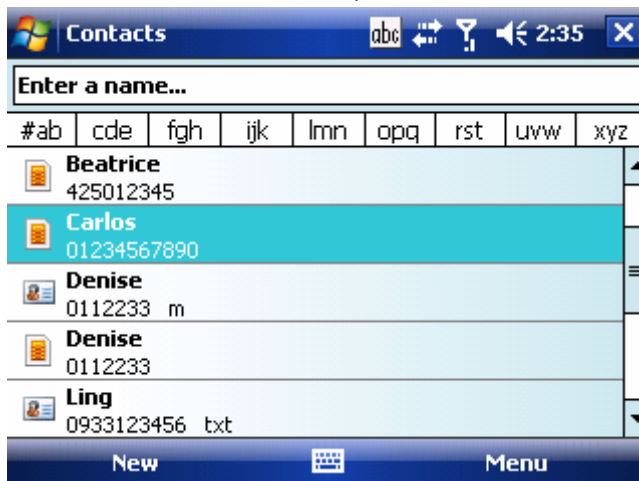 Contacts abc 2:35
Enter a name...
#ab cde fgh ijk lmn opq rst uvw xyz
Beatrice
425012345
Carlos
01234567890
Denise
0112233 m
Denise
0112233
Ling
0933123456 txt
New Menu